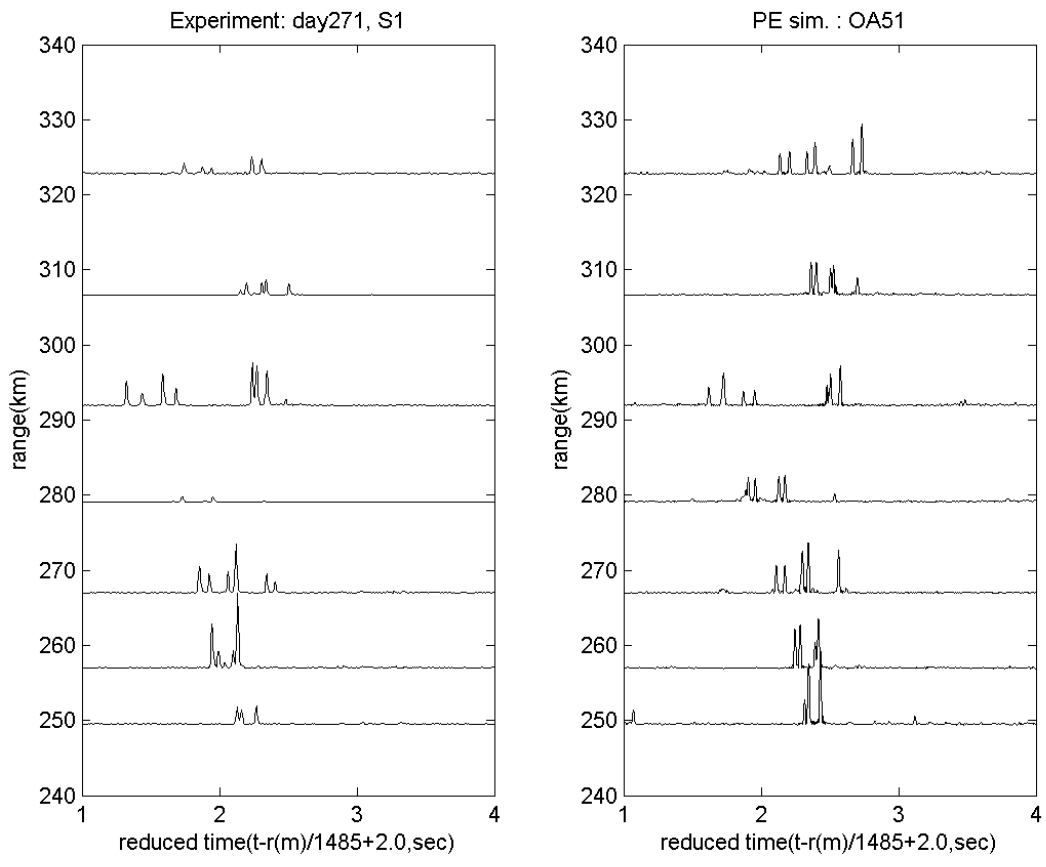 Experiment: day271, S1
340
330
320
310
300
290
280
270
260
250
240
range(km)
1 2 3 4
reduced time(t-r(m)/1485+2.0,sec)
PE sim. : OA51
340
330
320
310
300
290
280
270
260
250
240
range(km)
1 2 3 4
reduced time(t-r(m)/1485+2.0,sec)